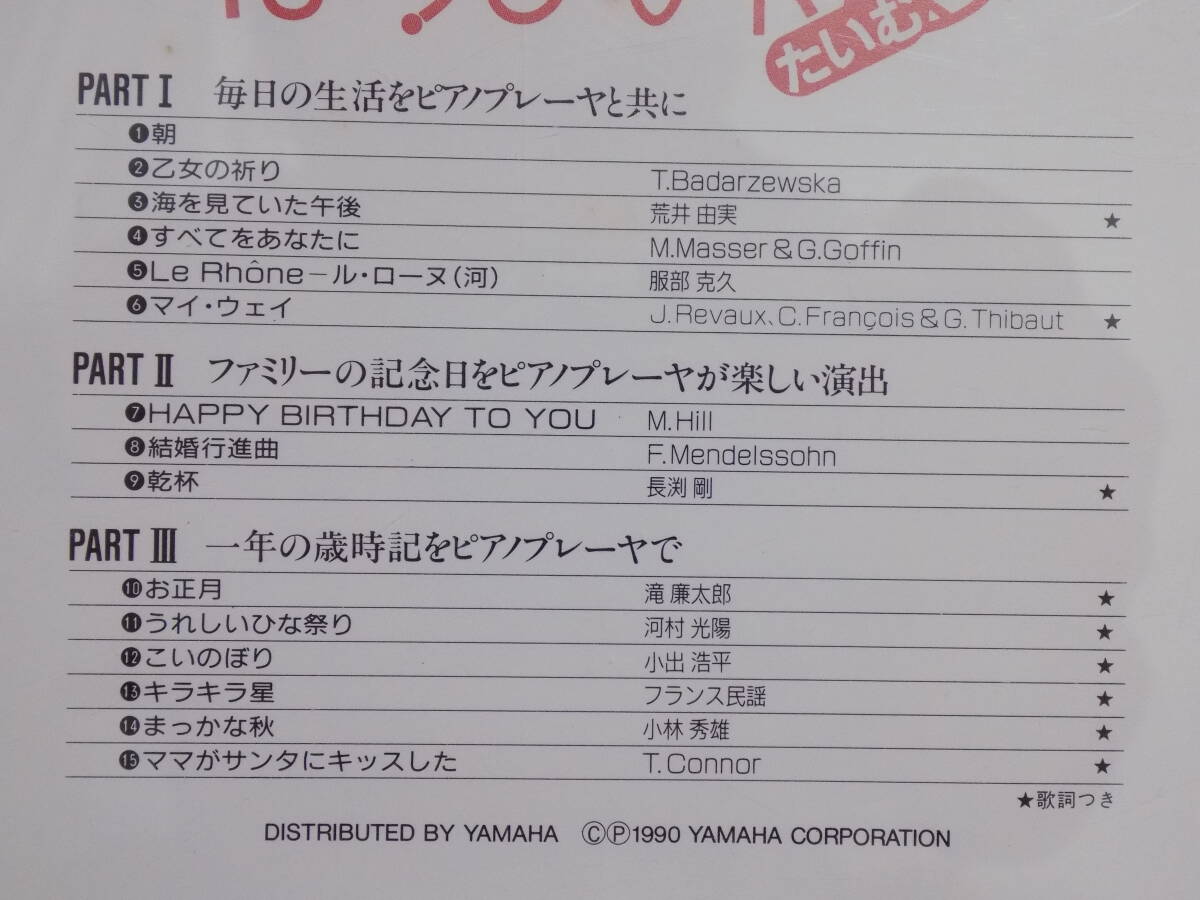 たいむ
PART Ⅰ 毎日の生活をピアノプレーヤと共に
❶朝
❷乙女の祈り T.Badarzewska
❸海を見ていた午後 荒井 由実 ★
❹すべてをあなたに M.Masser & G.Goffin
❺Le Rhône−ル・ローヌ(河) 服部 克久
❻マイ・ウェイ J.Revaux、C.François & G.Thibaut ★
PART Ⅱ ファミリーの記念日をピアノプレーヤが楽しい演出
❼HAPPY BIRTHDAY TO YOU M.Hill
❽結婚行進曲 F.Mendelssohn
❾乾杯 長渕 剛 ★
PART Ⅲ 一年の歳時記をピアノプレーヤで
❿お正月 滝 廉太郎 ★
⓫うれしいひな祭り 河村 光陽 ★
⓬こいのぼり 小出 浩平 ★
⓭キラキラ星 フランス民謡 ★
⓮まっかな秋 小林 秀雄 ★
⓯ママがサンタにキッスした T.Connor ★
★歌詞つき
DISTRIBUTED BY YAMAHA ©℗1990 YAMAHA CORPORATION